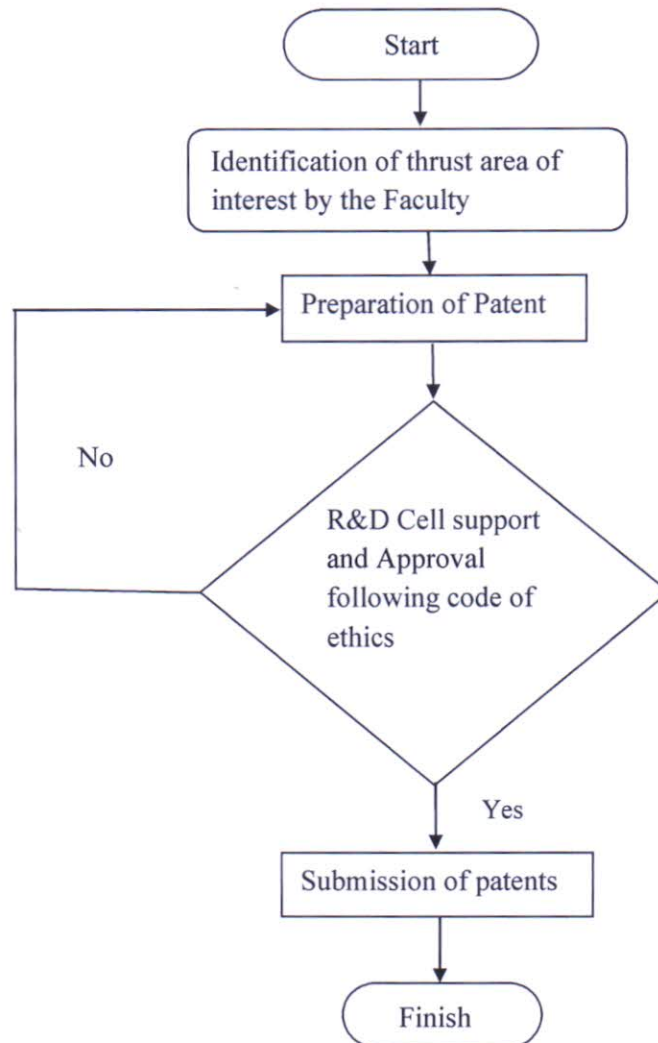 Start
Identification of thrust area of
interest by the Faculty
Preparation of Patent
No
R&D Cell support
and Approval
following code of
ethics
Yes
Submission of patents
Finish